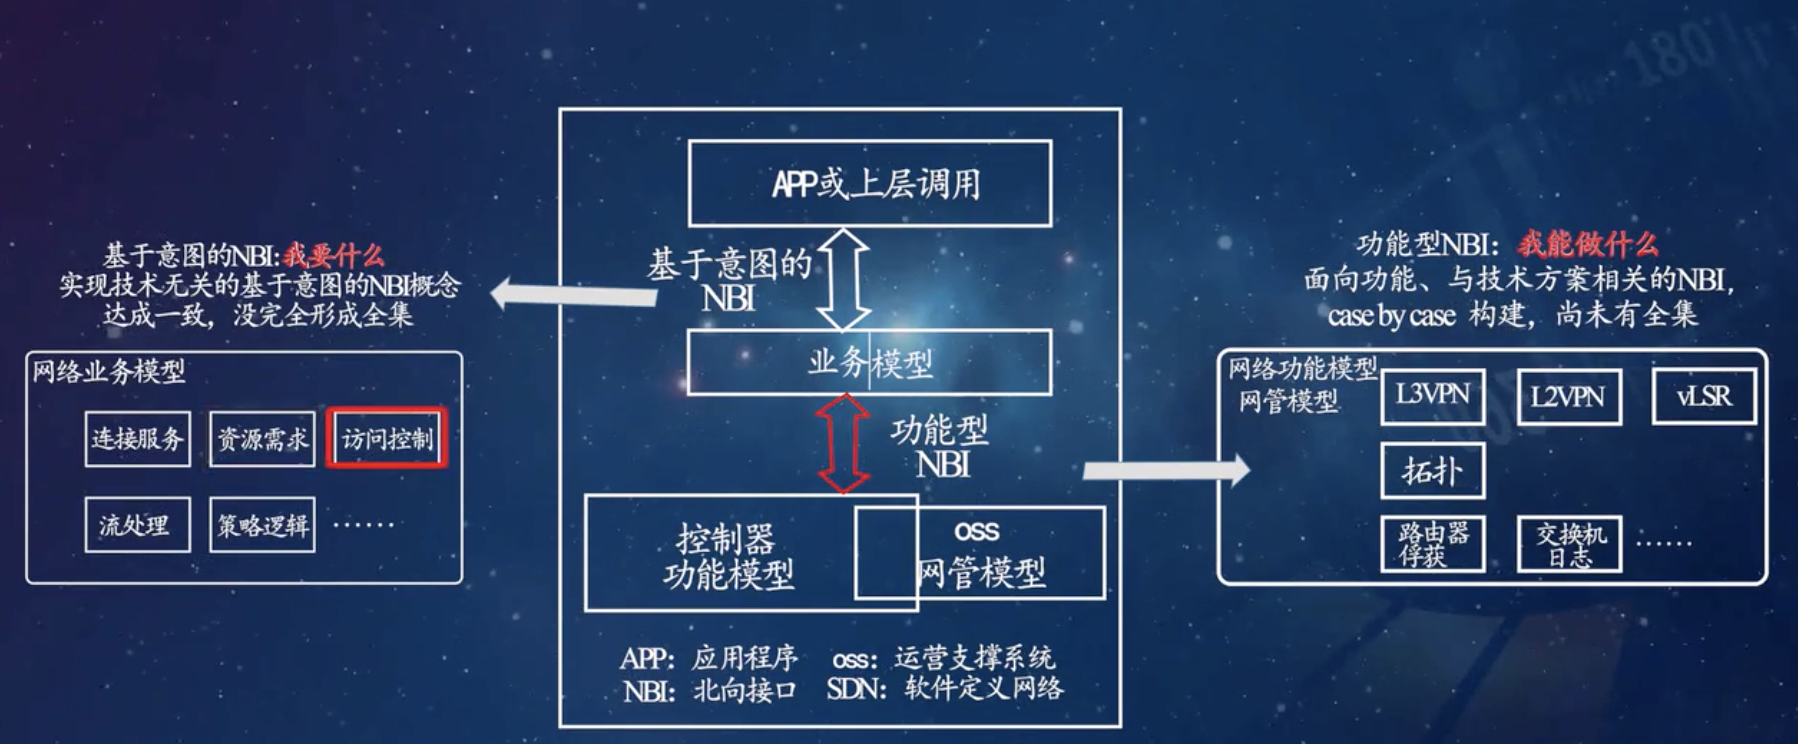 APP或上层调用
基于意图的
NBI
业务模型
功能型
NBI
控制器
功能模型
OSS
网管模型
APP：应用程序 OSS：运营支撑系统
NBI：北向接口 SDN：软件定义网络
基于意图的NBI:我要什么
实现技术无关的基于意图的NBI概念
达成一致，没完全形成全集
网络业务模型
连接服务 资源需求 访问控制
流处理 策略逻辑 ……
功能型NBI：我能做什么
面向功能、与技术方案相关的NBI，
case by case 构建，尚未有全集
网络功能模型
网管模型
L3VPN L2VPN vLSR
拓扑
路由器
俘获
交换机
日志
……
180